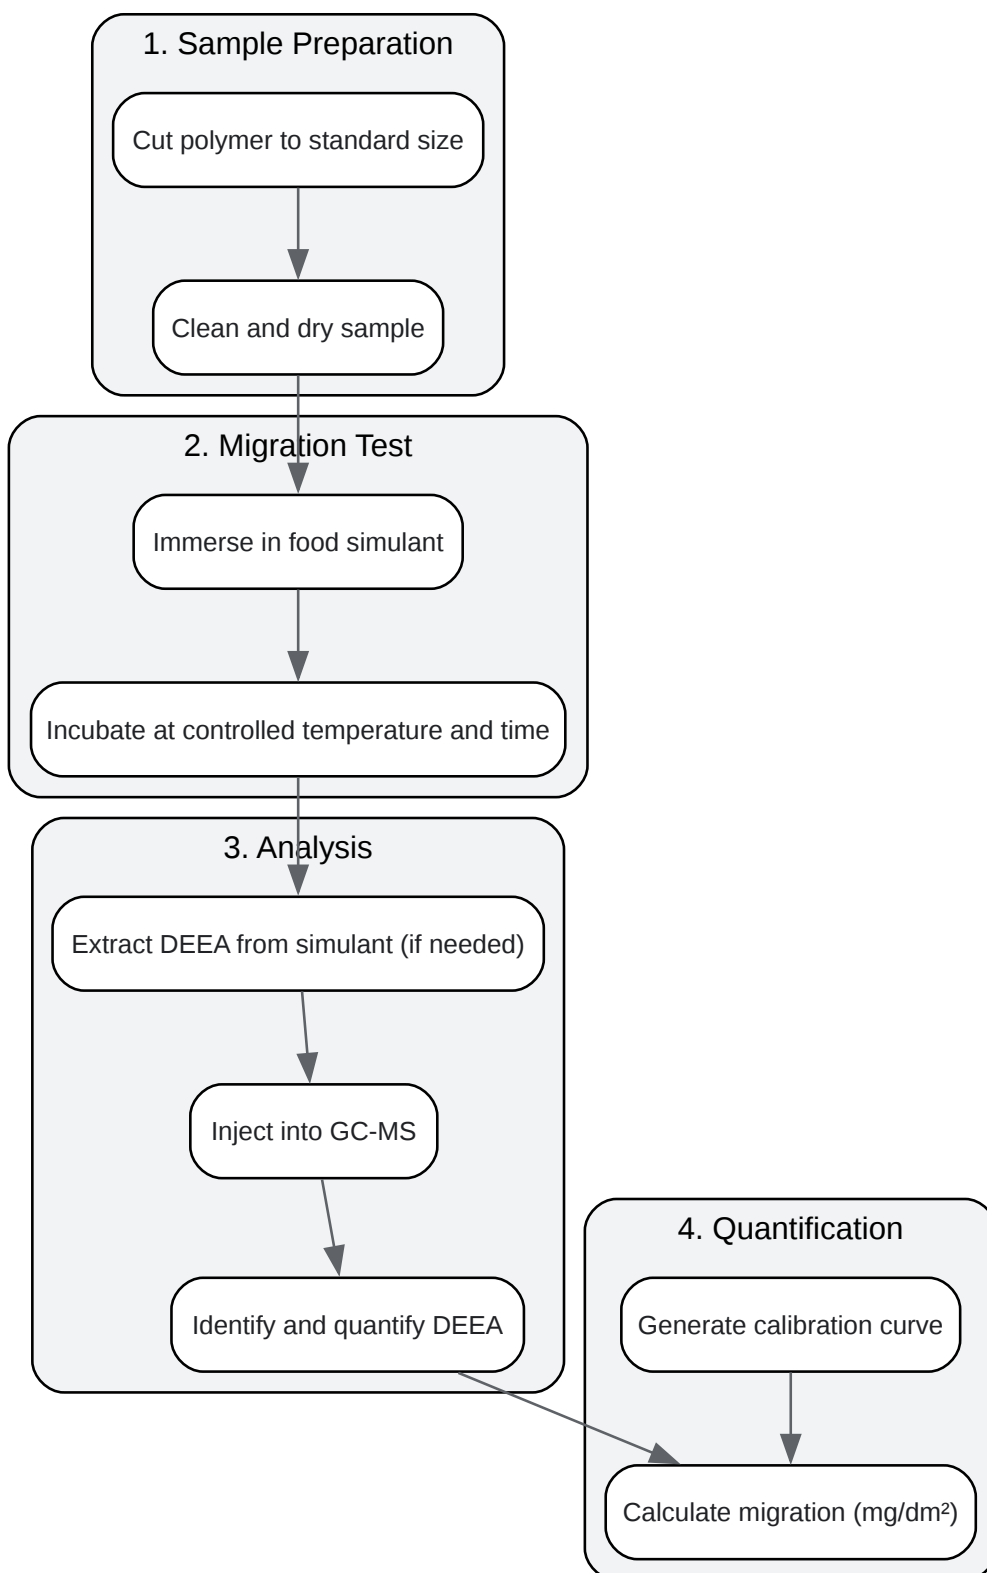 1. Sample Preparation
Cut polymer to standard size
Clean and dry sample
2. Migration Test
Immerse in food simulant
Incubate at controlled temperature and time
3. Analysis
Extract DEEA from simulant (if needed)
Inject into GC-MS
Identify and quantify DEEA
4. Quantification
Generate calibration curve
Calculate migration (mg/dm²)